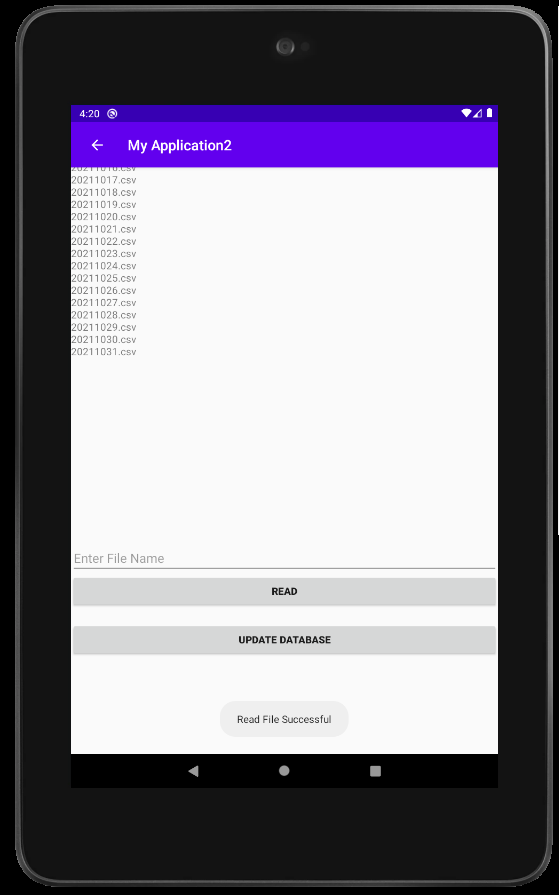 4:20
My Application2
20211016.csv
20211017.csv
20211018.csv
20211019.csv
20211020.csv
20211021.csv
20211022.csv
20211023.csv
20211024.csv
20211025.csv
20211026.csv
20211027.csv
20211028.csv
20211029.csv
20211030.csv
20211031.csv
Enter File Name
READ
UPDATE DATABASE
Read File Successful